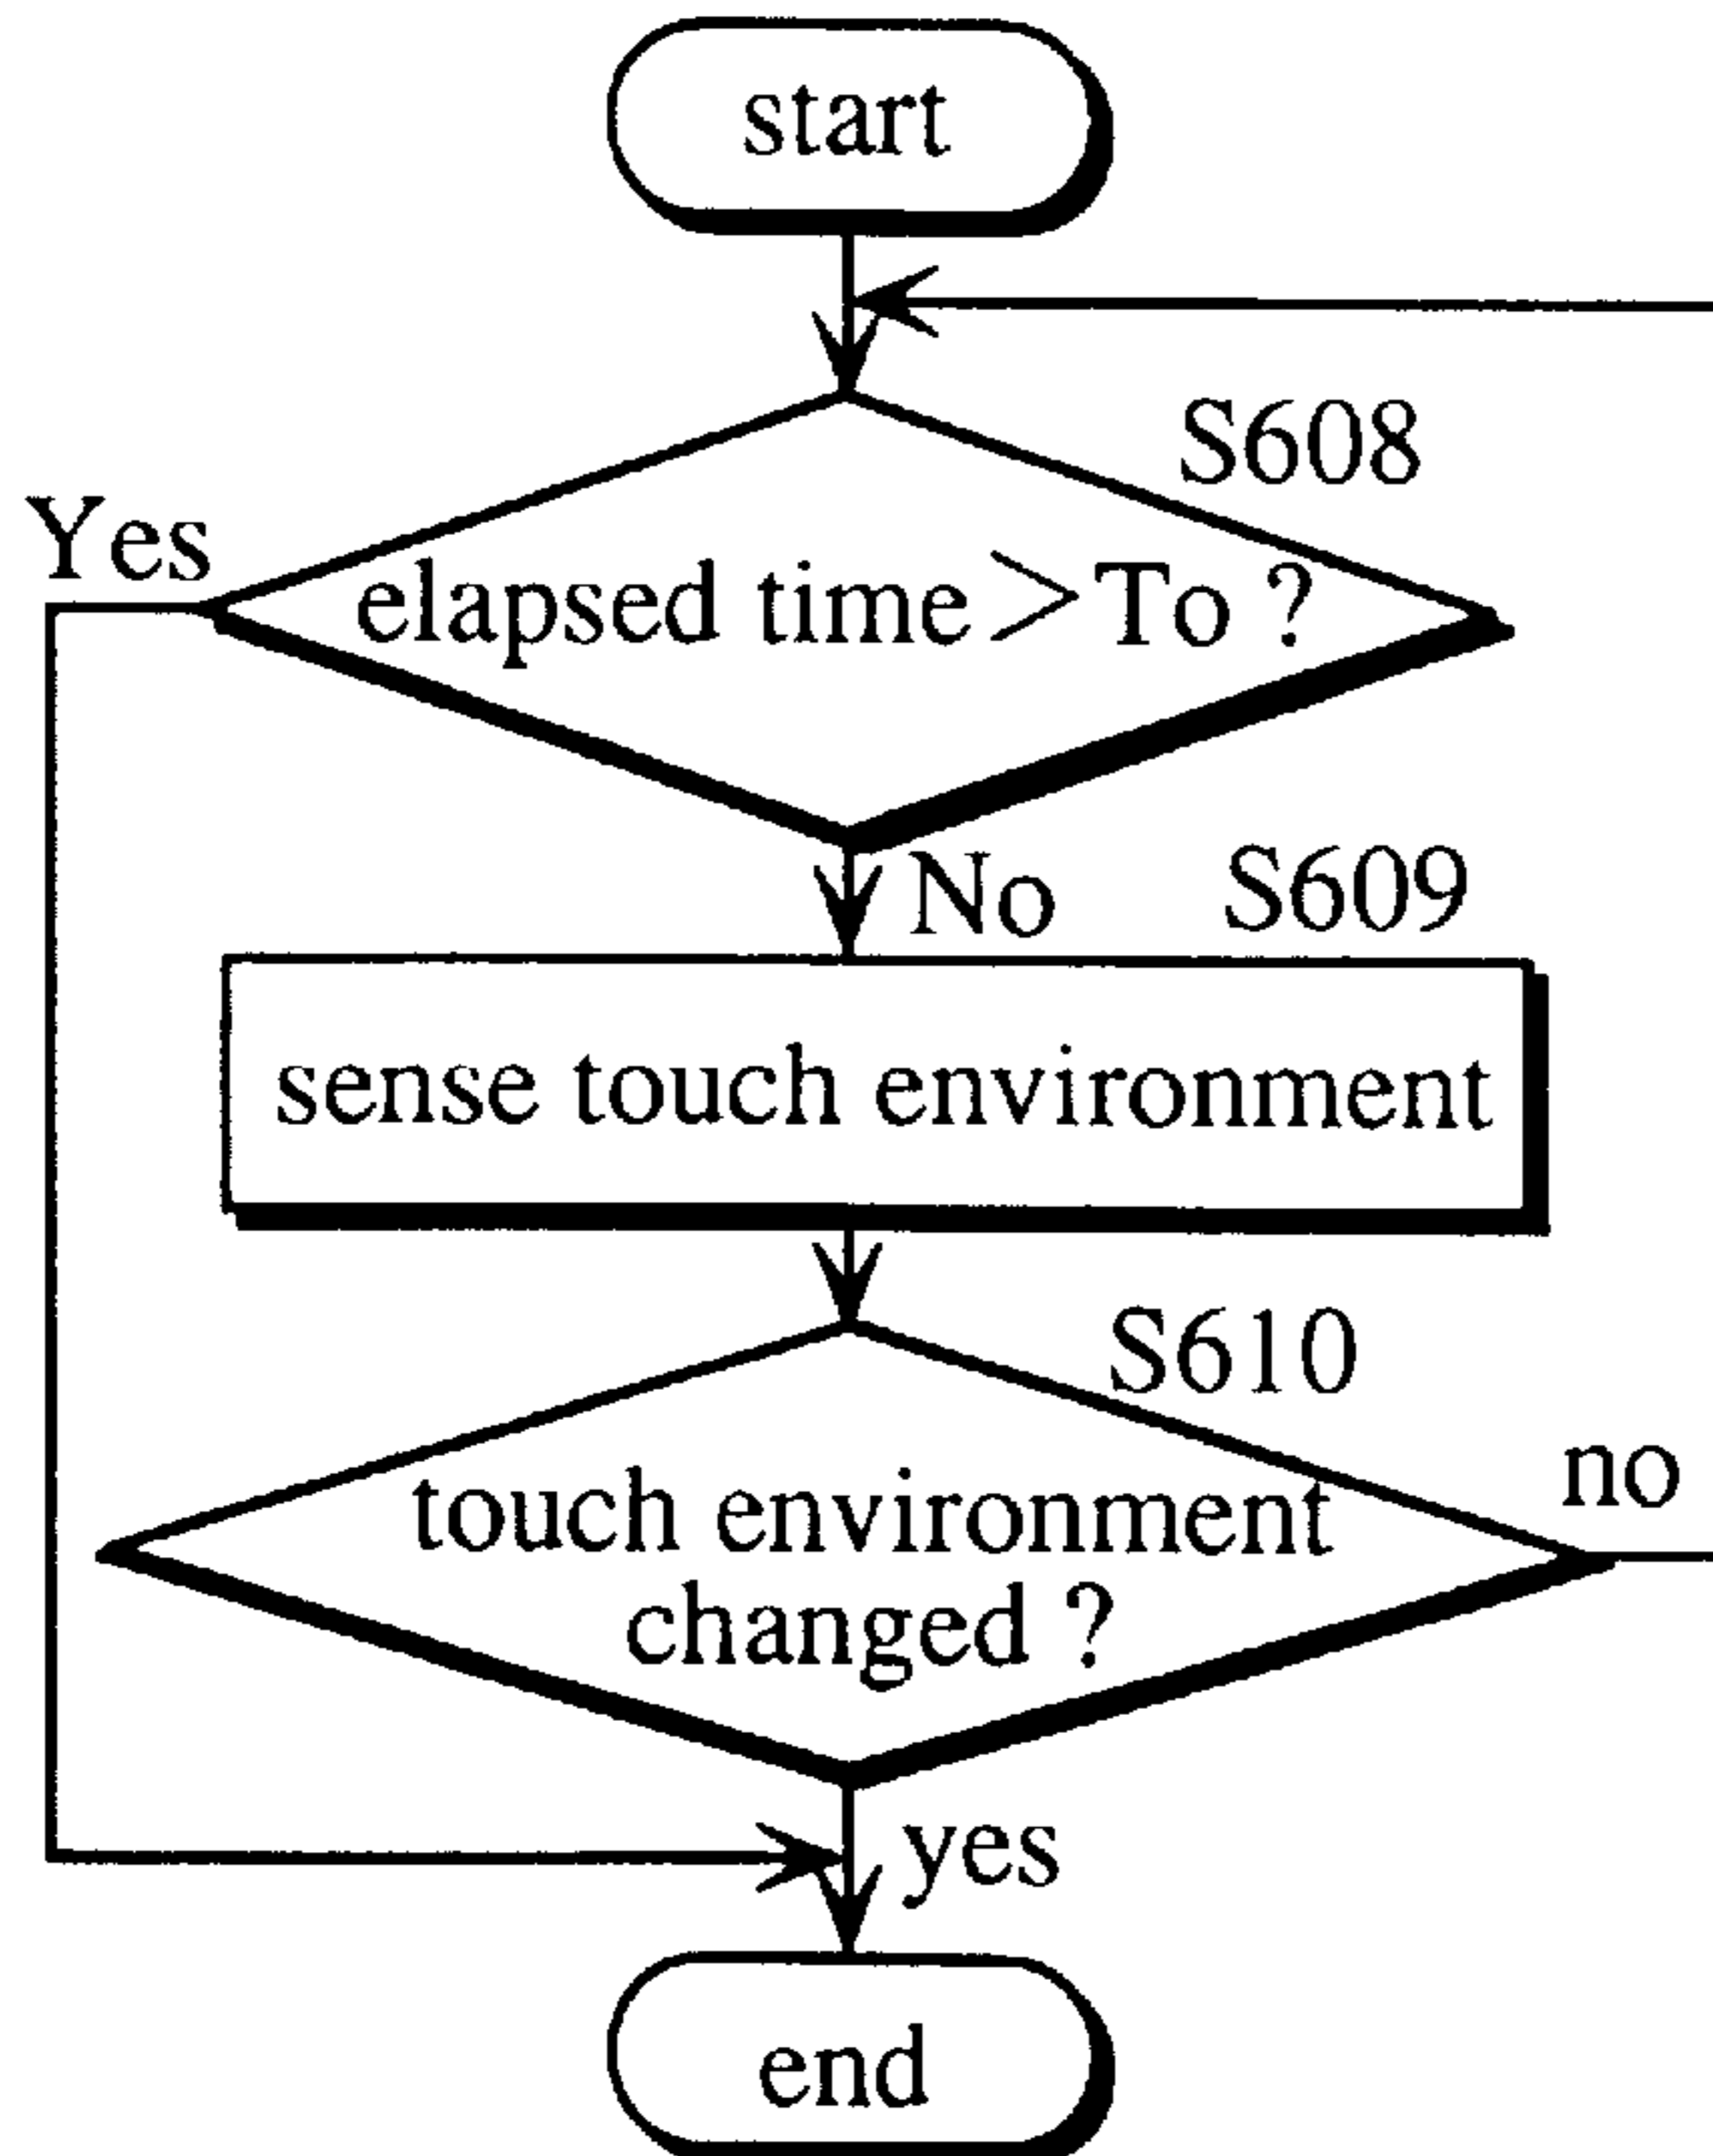 start
S608
Yes
elapsed time>To ?
No
S609
sense touch environment
S610
no
touch environment
changed ?
yes
end